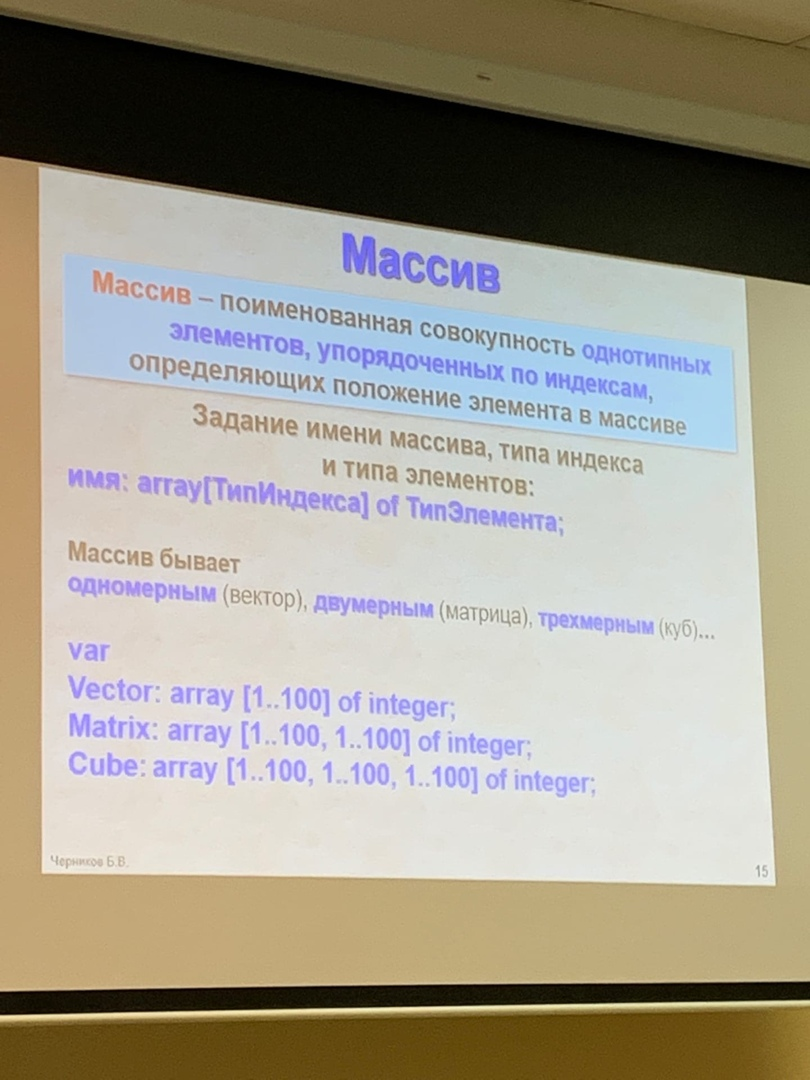 Массив
Массив – поименованная совокупность однотипных
элементов, упорядоченных по индексам,
определяющих положение элемента в массиве
Задание имени массива, типа индекса
и типа элементов:
имя: array[ТипИндекса] of ТипЭлемента;
Массив бывает
одномерным (вектор), двумерным (матрица), трехмерным (куб)...
var
Vector: array [1..100] of integer;
Matrix: array [1..100, 1..100] of integer;
Cube: array [1..100, 1..100, 1..100] of integer;
Черников Б.В.
15